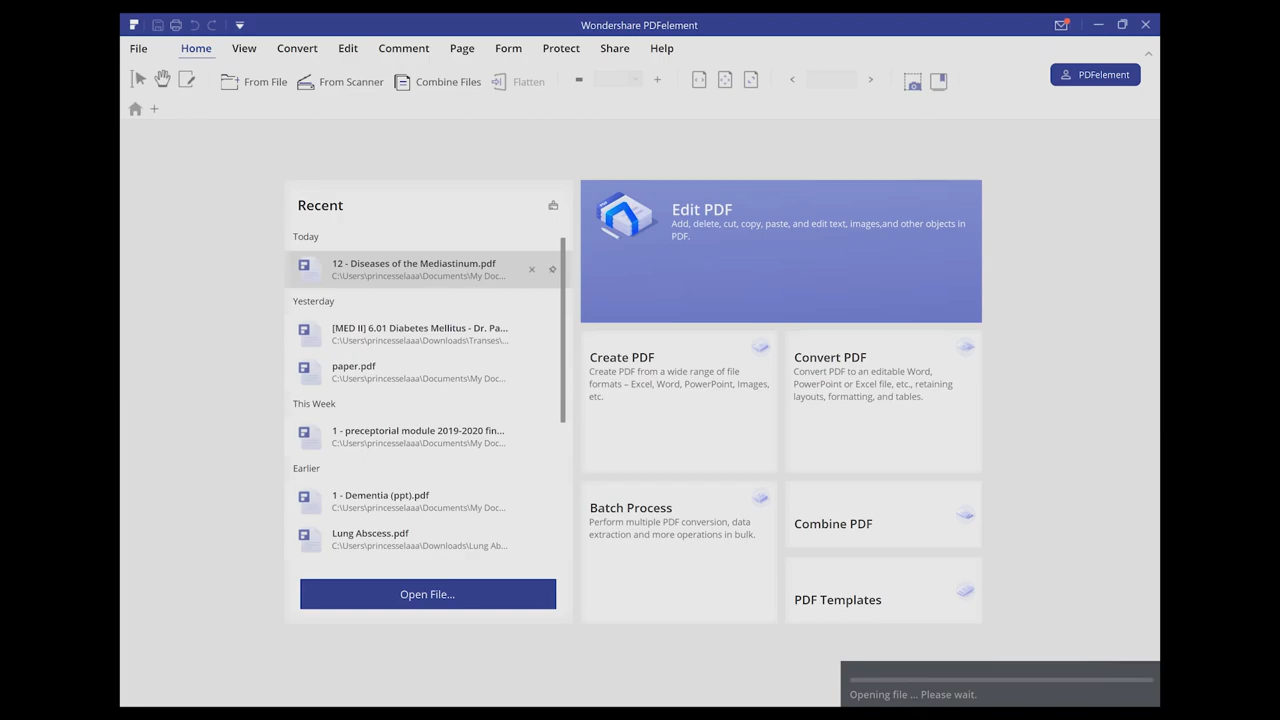 Wondershare PDFelement
File Home View Convert Edit Comment Page Form Protect Share Help
From File From Scanner Combine Files Flatten
PDFelement
Recent
Today
12 - Diseases of the Mediastinum.pdf
C:\Users\princesselaaa\Documents\My Doc...
Yesterday
[MED II] 6.01 Diabetes Mellitus - Dr. Pa...
C:\Users\princesselaaa\Downloads\Transes\...
paper.pdf
C:\Users\princesselaaa\Documents\My Doc...
This Week
1 - preceptorial module 2019-2020 fin...
C:\Users\princesselaaa\Documents\My Doc...
Earlier
1 - Dementia (ppt).pdf
C:\Users\princesselaaa\Documents\My Doc...
Lung Abscess.pdf
C:\Users\princesselaaa\Downloads\Lung Ab...
Open File...
Edit PDF
Add, delete, cut, copy, paste, and edit text, images,and other objects in
PDF.
Create PDF
Create PDF from a wide range of file
formats – Excel, Word, PowerPoint, Images,
etc.
Convert PDF
Convert PDF to an editable Word,
PowerPoint or Excel file, etc., retaining
layouts, formatting, and tables.
Batch Process
Perform multiple PDF conversion, data
extraction and more operations in bulk.
Combine PDF
PDF Templates
Opening file ... Please wait.